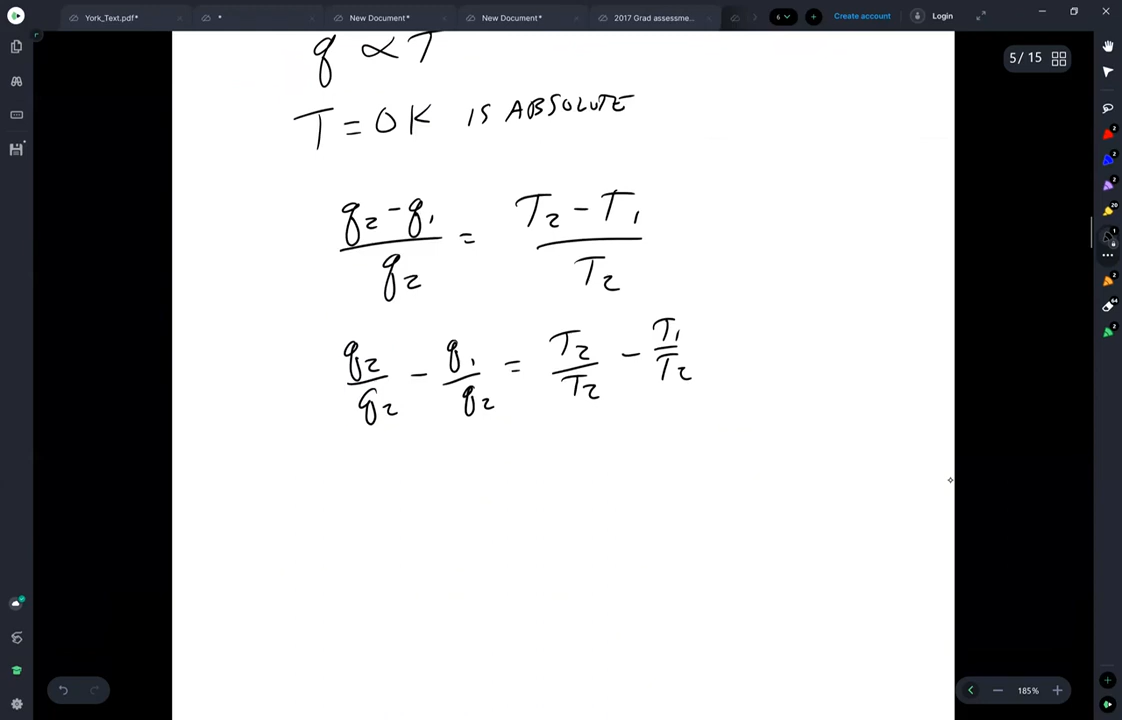 York_Text.pdf*
*
New Document*
New Document*
2017 Grad assessme...
6
Create account
Login
q ∝ T
5 / 15
T = 0 K IS ABSOLUTE
(q₂ − q₁)/q₂ = (T₂ − T₁)/T₂
q₂/q₂ − q₁/q₂ = T₂/T₂ − T₁/T₂
185%